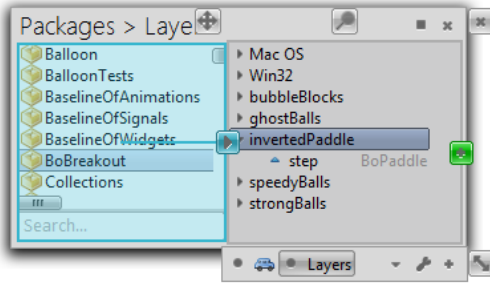 Packages > Laye
Balloon
BalloonTests
BaselineOfAnimations
BaselineOfSignals
BaselineOfWidgets
BoBreakout
Collections
Search...
Mac OS
Win32
bubbleBlocks
ghostBalls
invertedPaddle
step BoPaddle
speedyBalls
strongBalls
Layers